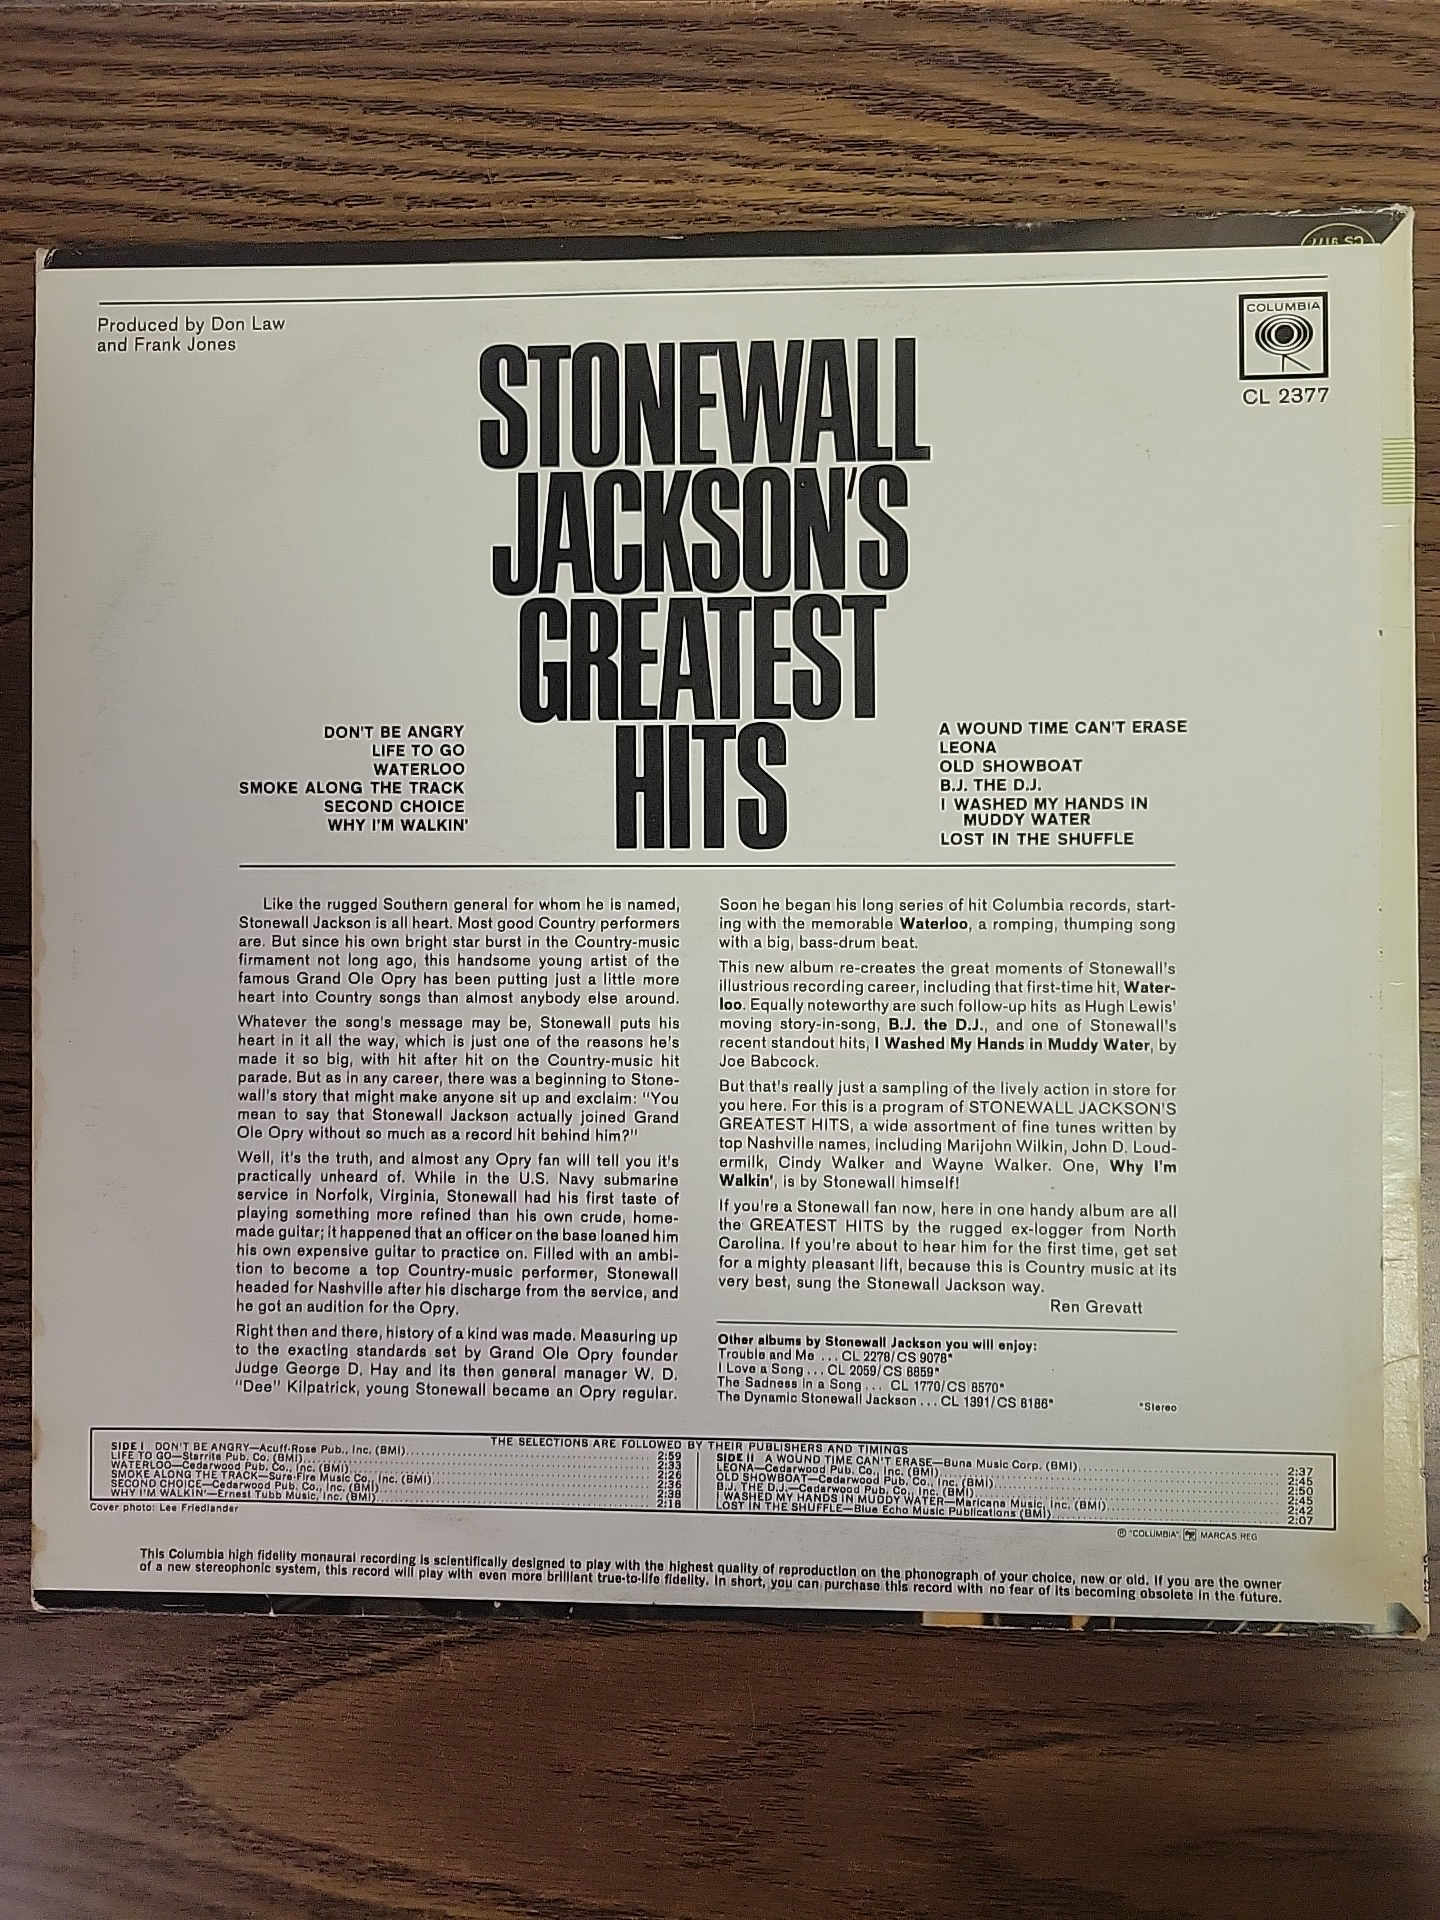 CS 9177
Produced by Don Law
and Frank Jones
COLUMBIA
CL 2377
STONEWALL
JACKSON'S
GREATEST
HITS
DON'T BE ANGRY
LIFE TO GO
WATERLOO
SMOKE ALONG THE TRACK
SECOND CHOICE
WHY I'M WALKIN'
A WOUND TIME CAN'T ERASE
LEONA
OLD SHOWBOAT
B.J. THE D.J.
I WASHED MY HANDS IN
MUDDY WATER
LOST IN THE SHUFFLE
Like the rugged Southern general for whom he is named,
Stonewall Jackson is all heart. Most good Country performers
are. But since his own bright star burst in the Country-music
firmament not long ago, this handsome young artist of the
famous Grand Ole Opry has been putting just a little more
heart into Country songs than almost anybody else around.
Whatever the song's message may be, Stonewall puts his
heart in it all the way, which is just one of the reasons he's
made it so big, with hit after hit on the Country-music hit
parade. But as in any career, there was a beginning to Stone-
wall's story that might make anyone sit up and exclaim: "You
mean to say that Stonewall Jackson actually joined Grand
Ole Opry without so much as a record hit behind him?"
Well, it's the truth, and almost any Opry fan will tell you it's
practically unheard of. While in the U.S. Navy submarine
service in Norfolk, Virginia, Stonewall had his first taste of
playing something more refined than his own crude, home-
made guitar; it happened that an officer on the base loaned him
his own expensive guitar to practice on. Filled with an ambi-
tion to become a top Country-music performer, Stonewall
headed for Nashville after his discharge from the service, and
he got an audition for the Opry.
Right then and there, history of a kind was made. Measuring up
to the exacting standards set by Grand Ole Opry founder
Judge George D. Hay and its then general manager W. D.
"Dee" Kilpatrick, young Stonewall became an Opry regular.
Soon he began his long series of hit Columbia records, start-
ing with the memorable Waterloo, a romping, thumping song
with a big, bass-drum beat.
This new album re-creates the great moments of Stonewall's
illustrious recording career, including that first-time hit, Water-
loo. Equally noteworthy are such follow-up hits as Hugh Lewis'
moving story-in-song, B.J. the D.J., and one of Stonewall's
recent standout hits, I Washed My Hands in Muddy Water, by
Joe Babcock.
But that's really just a sampling of the lively action in store for
you here. For this is a program of STONEWALL JACKSON'S
GREATEST HITS, a wide assortment of fine tunes written by
top Nashville names, including Marijohn Wilkin, John D. Loud-
ermilk, Cindy Walker and Wayne Walker. One, Why I'm
Walkin', is by Stonewall himself!
If you're a Stonewall fan now, here in one handy album are all
the GREATEST HITS by the rugged ex-logger from North
Carolina. If you're about to hear him for the first time, get set
for a mighty pleasant lift, because this is Country music at its
very best, sung the Stonewall Jackson way.
Ren Grevatt
Other albums by Stonewall Jackson you will enjoy:
Trouble and Me ... CL 2278/CS 9078*
I Love a Song ... CL 2059/CS 8859*
The Sadness in a Song ... CL 1770/CS 8570*
The Dynamic Stonewall Jackson ... CL 1391/CS 8186*
*Stereo
THE SELECTIONS ARE FOLLOWED BY THEIR PUBLISHERS AND TIMINGS
SIDE I DON'T BE ANGRY—Acuff-Rose Pub., Inc. (BMI) 2:59
LIFE TO GO—Starrite Pub. Co. (BMI) 2:33
WATERLOO—Cedarwood Pub. Co., Inc. (BMI) 2:26
SMOKE ALONG THE TRACK—Sure-Fire Music Co., Inc. (BMI) 2:36
SECOND CHOICE—Cedarwood Pub. Co., Inc. (BMI) 2:38
WHY I'M WALKIN'—Ernest Tubb Music, Inc. (BMI) 2:18
SIDE II A WOUND TIME CAN'T ERASE—Buna Music Corp. (BMI) 2:37
LEONA—Cedarwood Pub. Co., Inc. (BMI) 2:45
OLD SHOWBOAT—Cedarwood Pub. Co., Inc. (BMI) 2:50
B.J. THE D.J.—Cedarwood Pub. Co., Inc. (BMI) 2:45
I WASHED MY HANDS IN MUDDY WATER—Maricana Music, Inc. (BMI) 2:42
LOST IN THE SHUFFLE—Blue Echo Music Publications (BMI) 2:07
Cover photo: Lee Friedlander
® "COLUMBIA", MARCAS REG
This Columbia high fidelity monaural recording is scientifically designed to play with the highest quality of reproduction on the phonograph of your choice, new or old. If you are the owner
of a new stereophonic system, this record will play with even more brilliant true-to-life fidelity. In short, you can purchase this record with no fear of its becoming obsolete in the future.